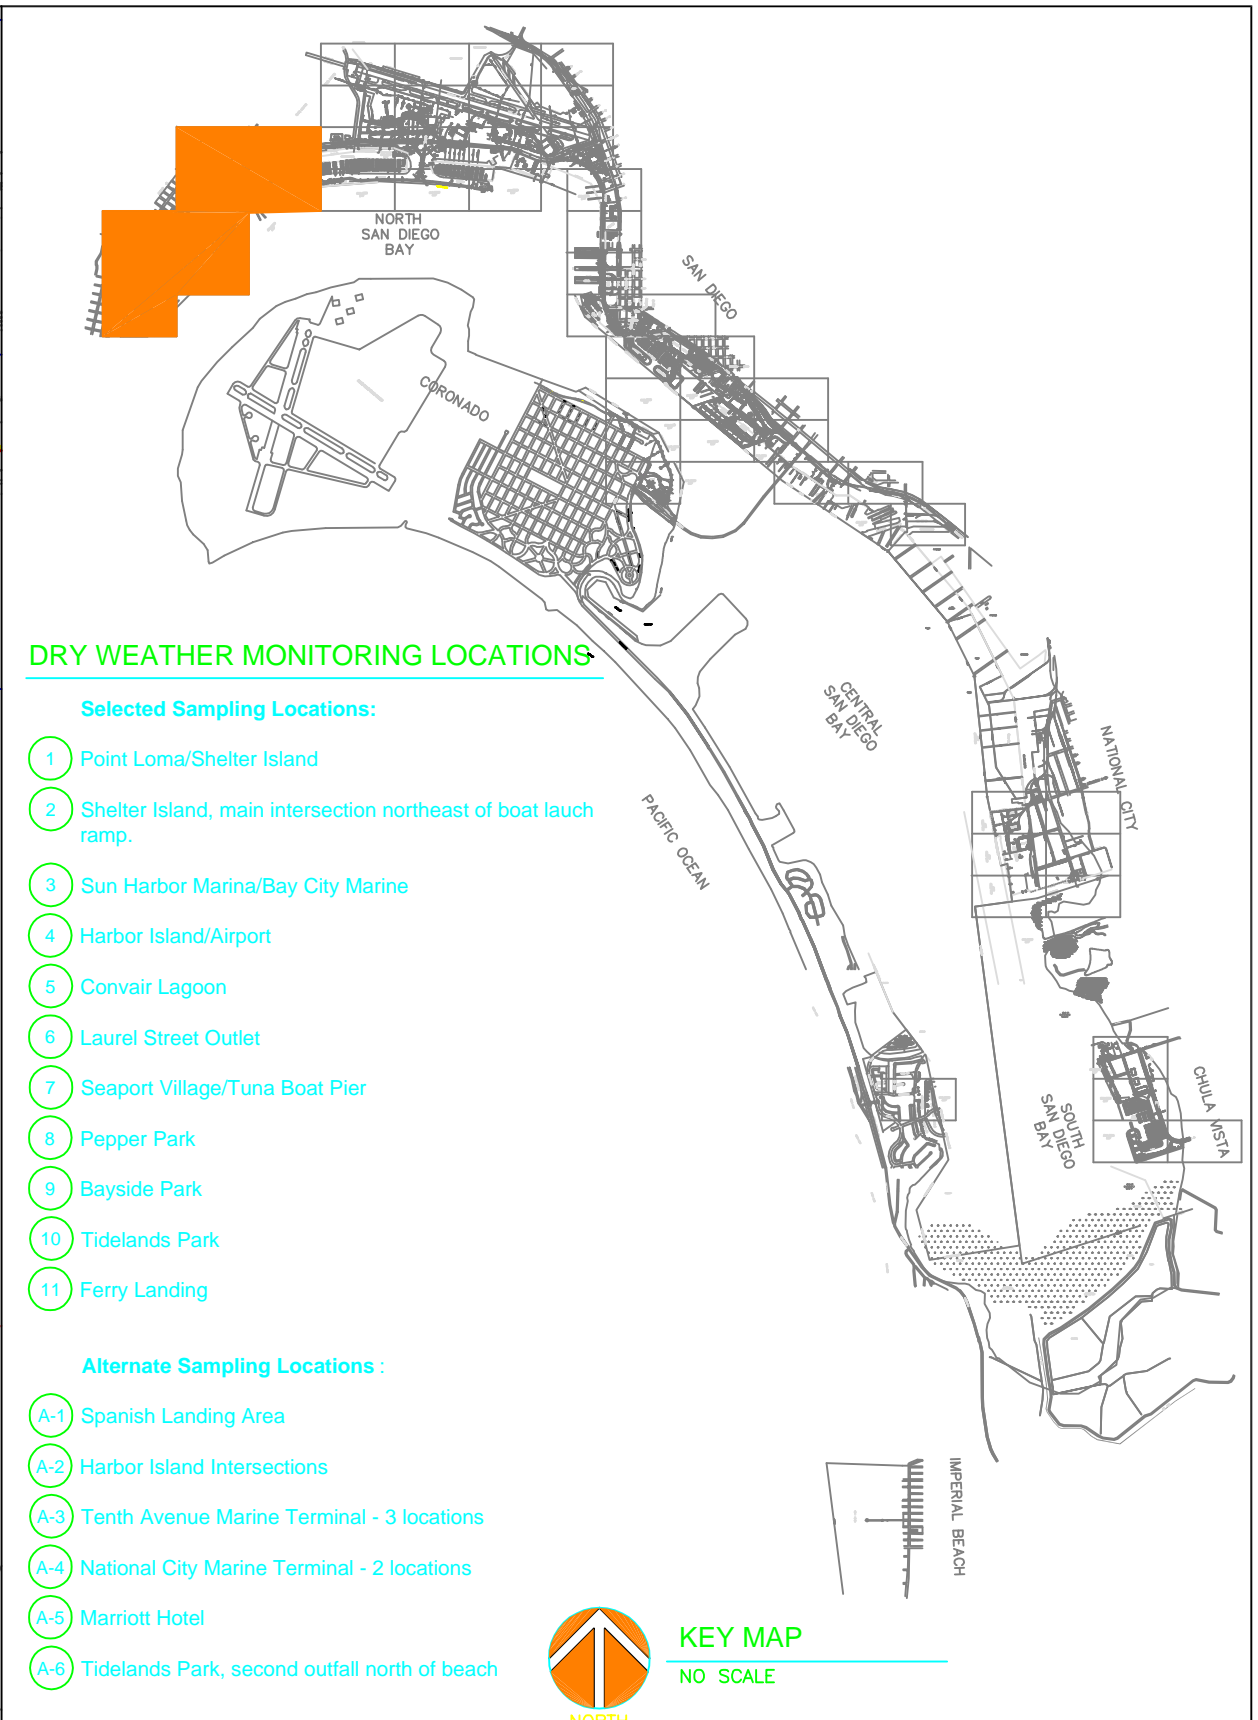 NORTH
SAN DIEGO
BAY
SAN DIEGO
CORONADO
DRY WEATHER MONITORING LOCATIONS
Selected Sampling Locations:
1 Point Loma/Shelter Island
2 Shelter Island, main intersection northeast of boat lauch
ramp.
3 Sun Harbor Marina/Bay City Marine
4 Harbor Island/Airport
5 Convair Lagoon
6 Laurel Street Outlet
7 Seaport Village/Tuna Boat Pier
8 Pepper Park
9 Bayside Park
10 Tidelands Park
11 Ferry Landing
Alternate Sampling Locations :
A-1 Spanish Landing Area
A-2 Harbor Island Intersections
A-3 Tenth Avenue Marine Terminal - 3 locations
A-4 National City Marine Terminal - 2 locations
A-5 Marriott Hotel
A-6 Tidelands Park, second outfall north of beach
CENTRAL
SAN DIEGO
BAY
NATIONAL CITY
PACIFIC OCEAN
SOUTH
SAN DIEGO
BAY
CHULA VISTA
IMPERIAL BEACH
KEY MAP
NO SCALE
NORTH